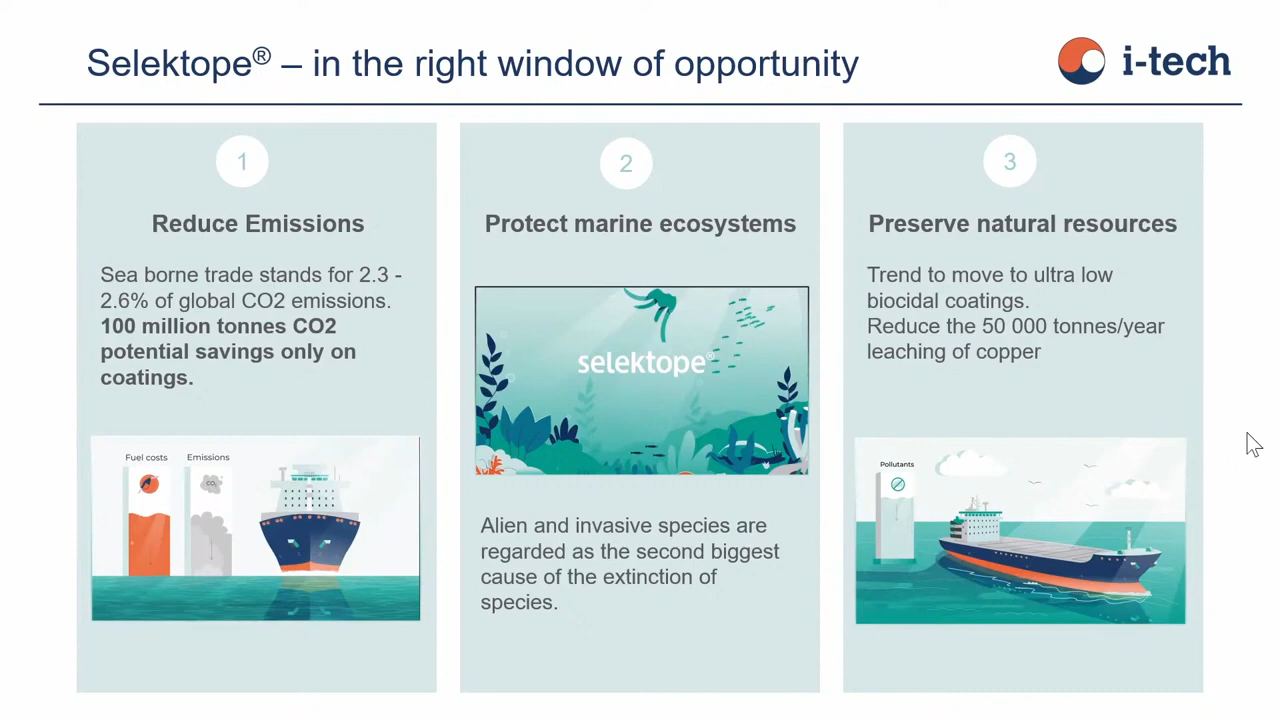 Selektope® – in the right window of opportunity
i-tech
1
Reduce Emissions
Sea borne trade stands for 2.3 -
2.6% of global CO2 emissions.
100 million tonnes CO2
potential savings only on
coatings.
Fuel costs
Emissions
CO₂
2
Protect marine ecosystems
selektope®
Alien and invasive species are
regarded as the second biggest
cause of the extinction of
species.
3
Preserve natural resources
Trend to move to ultra low
biocidal coatings.
Reduce the 50 000 tonnes/year
leaching of copper
Pollutants